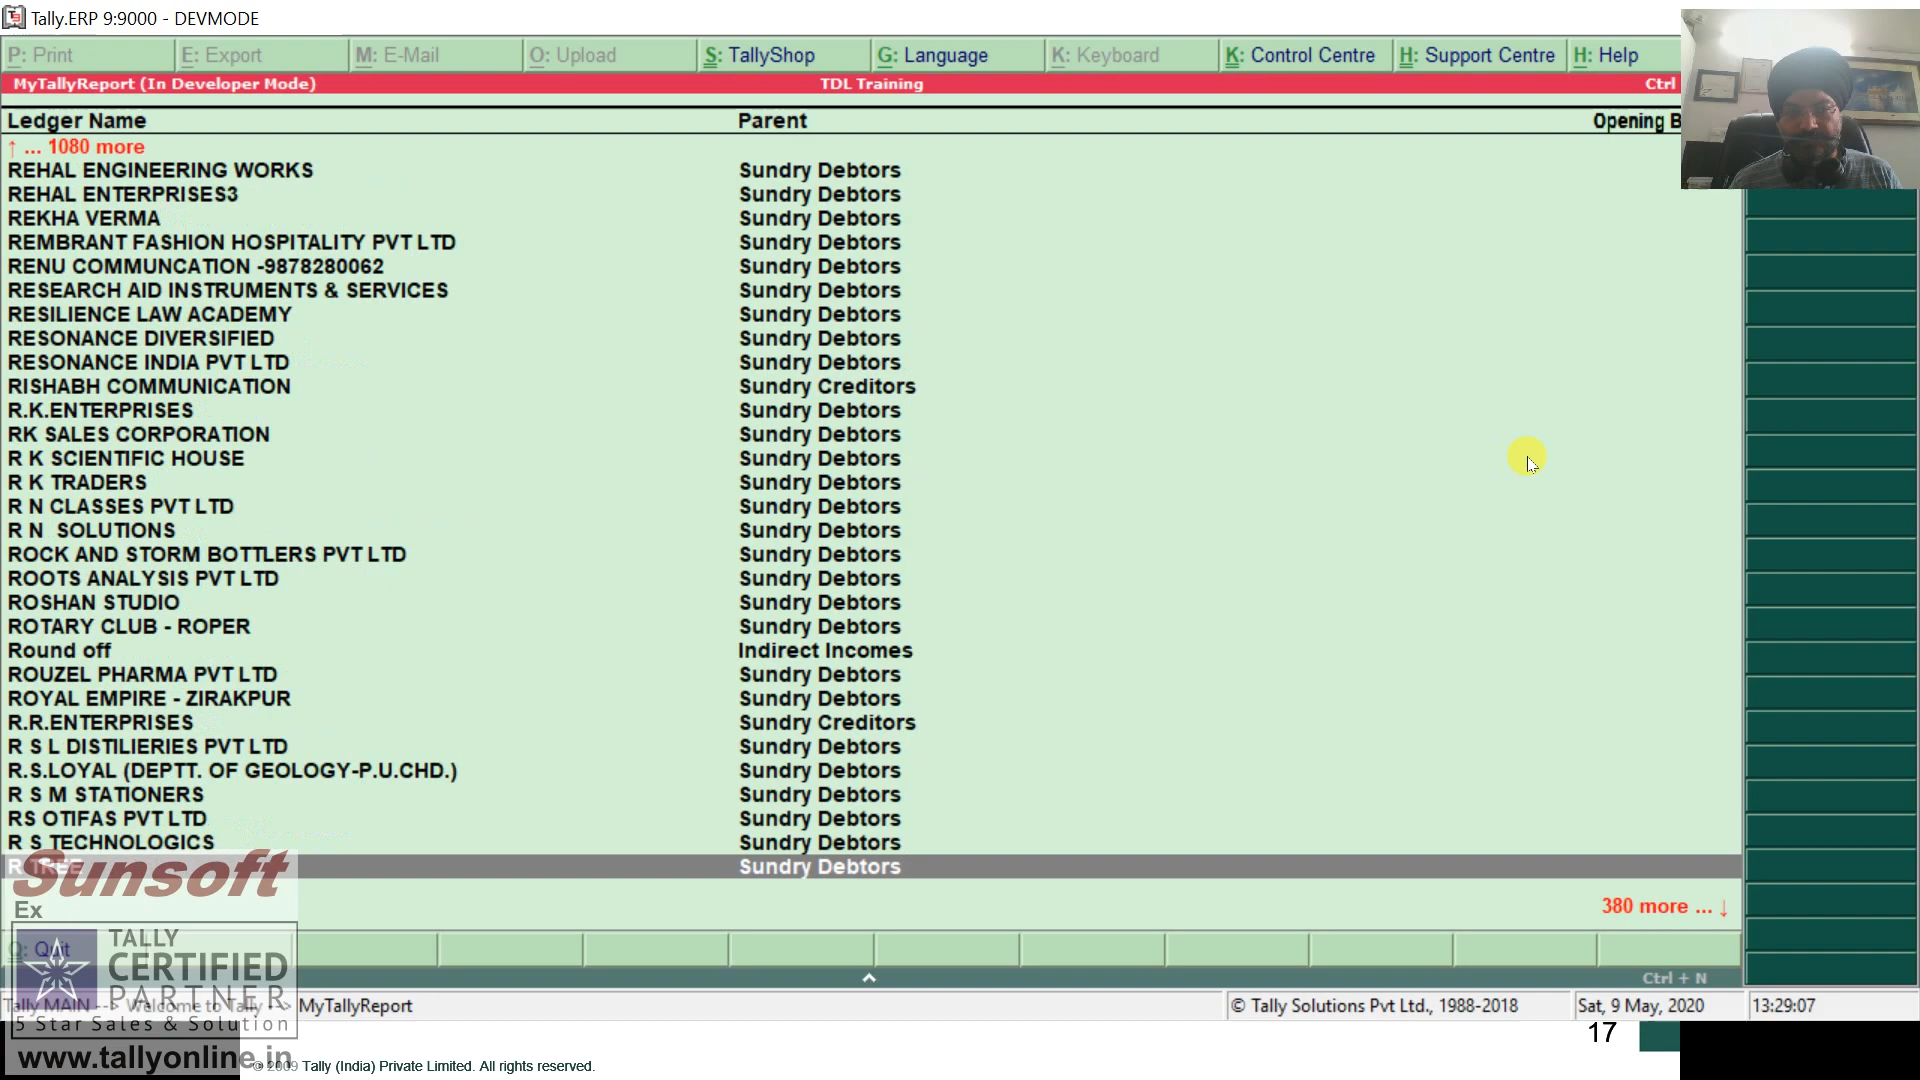 Tally.ERP 9:9000 - DEVMODE
P: Print E: Export M: E-Mail O: Upload S: TallyShop G: Language K: Keyboard K: Control Centre H: Support Centre H: Help
MyTallyReport (In Developer Mode) TDL Training Ctrl
Ledger Name Parent Opening B
↑ ... 1080 more
REHAL ENGINEERING WORKS Sundry Debtors
REHAL ENTERPRISES3 Sundry Debtors
REKHA VERMA Sundry Debtors
REMBRANT FASHION HOSPITALITY PVT LTD Sundry Debtors
RENU COMMUNCATION -9878280062 Sundry Debtors
RESEARCH AID INSTRUMENTS & SERVICES Sundry Debtors
RESILIENCE LAW ACADEMY Sundry Debtors
RESONANCE DIVERSIFIED Sundry Debtors
RESONANCE INDIA PVT LTD Sundry Debtors
RISHABH COMMUNICATION Sundry Creditors
R.K.ENTERPRISES Sundry Debtors
RK SALES CORPORATION Sundry Debtors
R K SCIENTIFIC HOUSE Sundry Debtors
R K TRADERS Sundry Debtors
R N CLASSES PVT LTD Sundry Debtors
R N  SOLUTIONS Sundry Debtors
ROCK AND STORM BOTTLERS PVT LTD Sundry Debtors
ROOTS ANALYSIS PVT LTD Sundry Debtors
ROSHAN STUDIO Sundry Debtors
ROTARY CLUB - ROPER Sundry Debtors
Round off Indirect Incomes
ROUZEL PHARMA PVT LTD Sundry Debtors
ROYAL EMPIRE - ZIRAKPUR Sundry Debtors
R.R.ENTERPRISES Sundry Creditors
R S L DISTILIERIES PVT LTD Sundry Debtors
R.S.LOYAL (DEPTT. OF GEOLOGY-P.U.CHD.) Sundry Debtors
R S M STATIONERS Sundry Debtors
RS OTIFAS PVT LTD Sundry Debtors
R S TECHNOLOGICS Sundry Debtors
R TREE Sundry Debtors
Sunsoft
Ex
380 more ... ↓
Q: Quit
TALLY
CERTIFIED
PARTNER
5 Star Sales & Solution
Ctrl + N
Tally MAIN --> Welcome to Tally --> MyTallyReport © Tally Solutions Pvt Ltd., 1988-2018 Sat, 9 May, 2020 13:29:07
17
www.tallyonline.in
© 2009 Tally (India) Private Limited. All rights reserved.